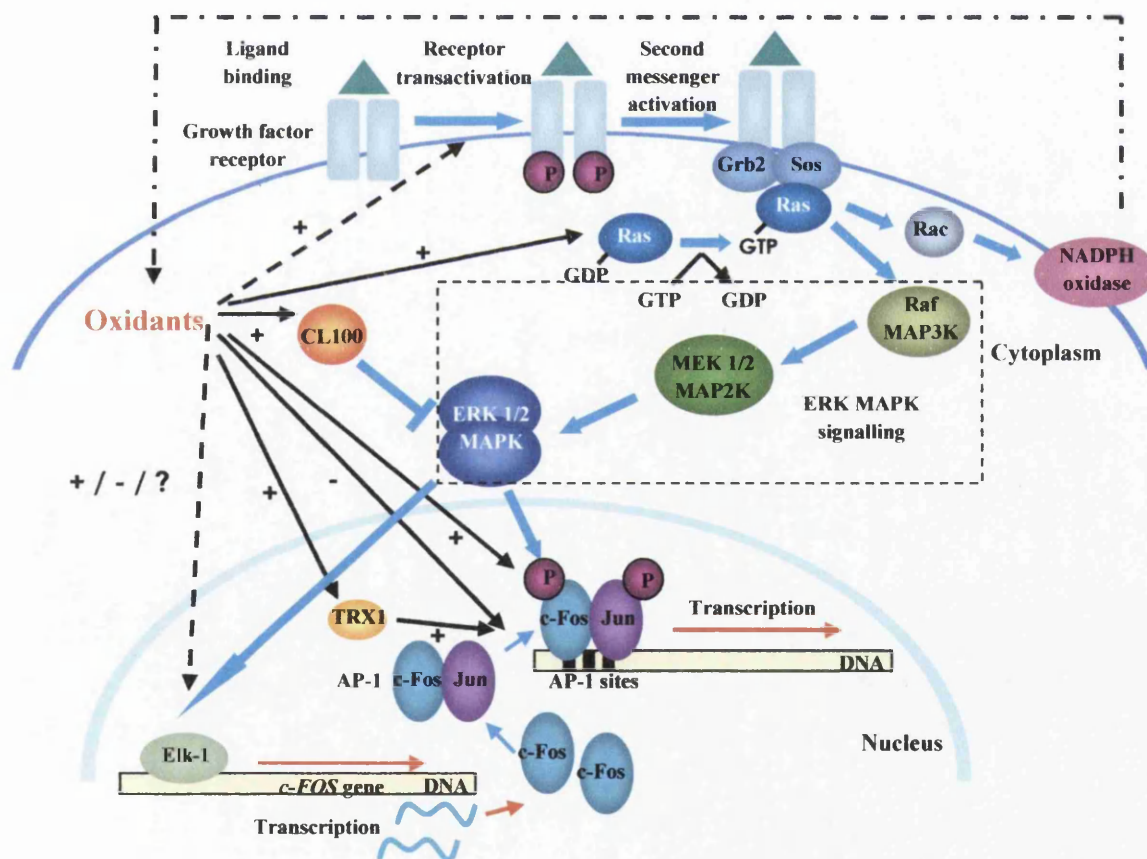 Ligand
binding
Receptor
transactivation
Second
messenger
activation
Growth factor
receptor
P
P
Grb2
Sos
Ras
GTP
Rac
NADPH
oxidase
+
+
Ras
GDP
GTP
GDP
Oxidants
+
CL100
Raf
MAP3K
Cytoplasm
MEK 1/2
MAP2K
ERK 1/2
MAPK
ERK MAPK
signalling
+ / - / ?
+
-
+
P
P
TRX1
+
c-Fos
Jun
Transcription
DNA
AP-1 sites
AP-1
c-Fos
Jun
Elk-1
c-FOS gene
DNA
c-Fos
c-Fos
Nucleus
Transcription